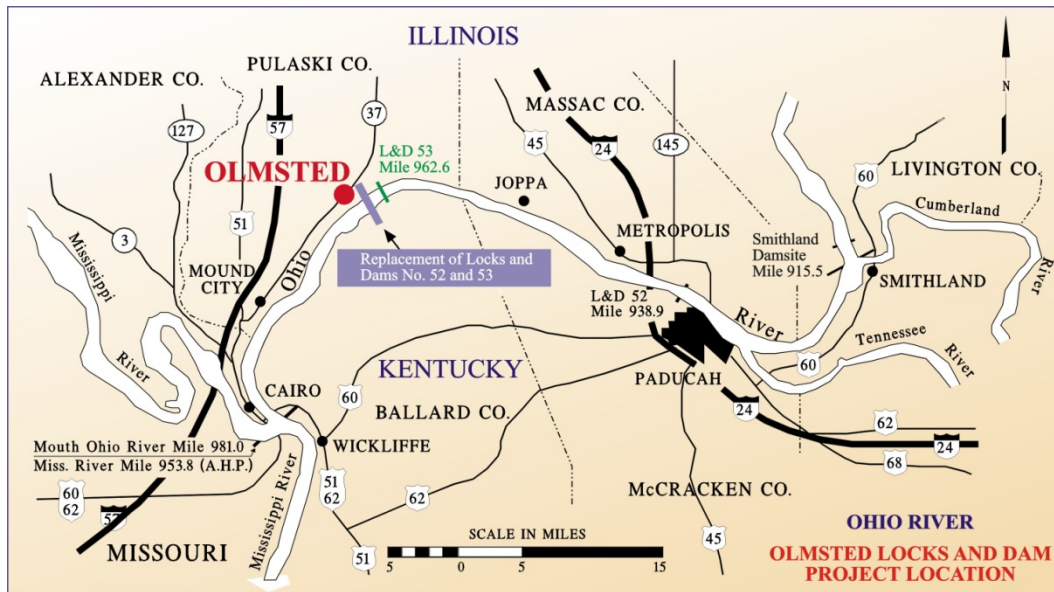 ILLINOIS
ALEXANDER CO.
PULASKI CO.
MASSAC CO.
N
127
57
37
45
24
145
L&D 53
Mile 962.6
OLMSTED
JOPPA
60
LIVINGTON CO.
Cumberland
River
3
51
Mississippi
River
MOUND
CITY
Ohio
Replacement of Locks and
Dams No. 52 and 53
METROPOLIS
Smithland
Damsite
Mile 915.5
SMITHLAND
L&D 52
Mile 938.9
River
Tennessee
River
KENTUCKY
60
60
PADUCAH
CAIRO
BALLARD CO.
WICKLIFFE
24
62
24
68
Mouth Ohio River Mile 981.0
Miss. River Mile 953.8 (A.H.P.)
60
62
57
MISSOURI
Mississippi River
51
62
62
51
McCRACKEN CO.
45
SCALE IN MILES
5
0
5
15
OHIO RIVER
OLMSTED LOCKS AND DAM
PROJECT LOCATION